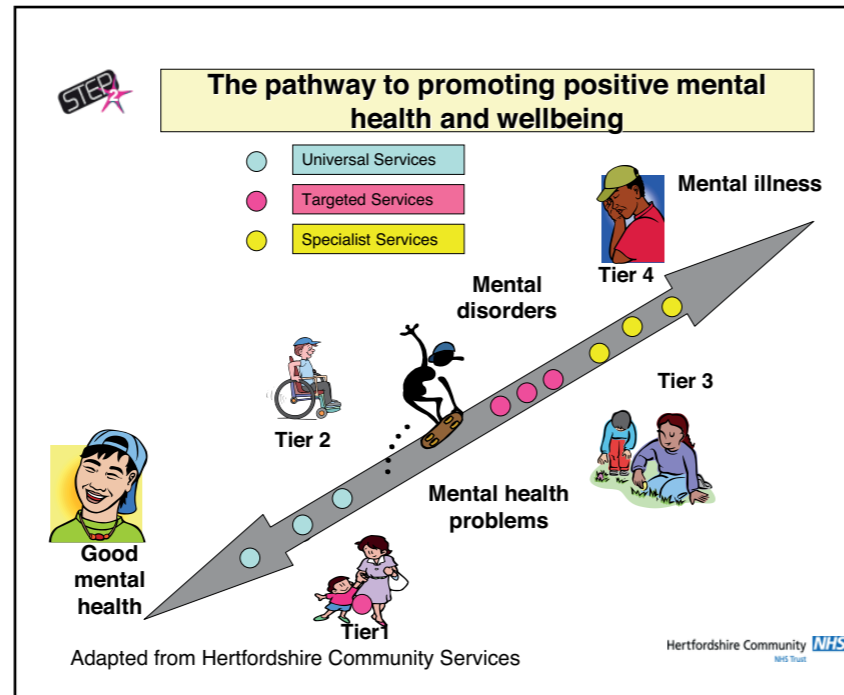 STEP2
The pathway to promoting positive mental
health and wellbeing
Universal Services
Targeted Services
Specialist Services
Mental illness
Tier 4
Mental
disorders
Tier 3
Tier 2
Mental health
problems
Good
mental
health
Tier1
Adapted from Hertfordshire Community Services
Hertfordshire Community NHS
NHS Trust